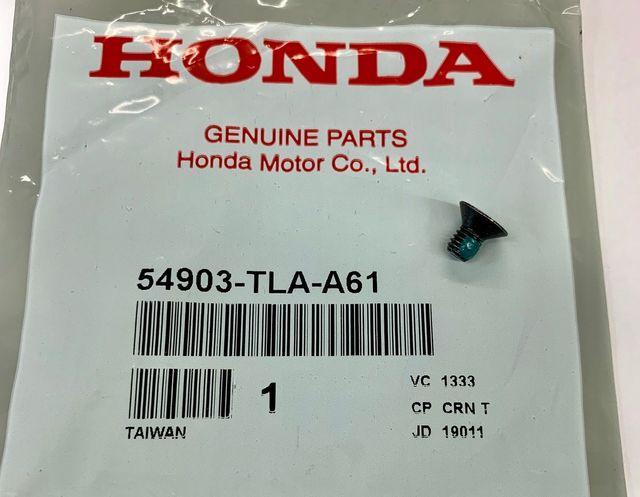 HONDA
GENUINE PARTS
Honda Motor Co., Ltd.
54903-TLA-A61
1
VC 1333
CP CRN T
TAIWAN
JD 19011